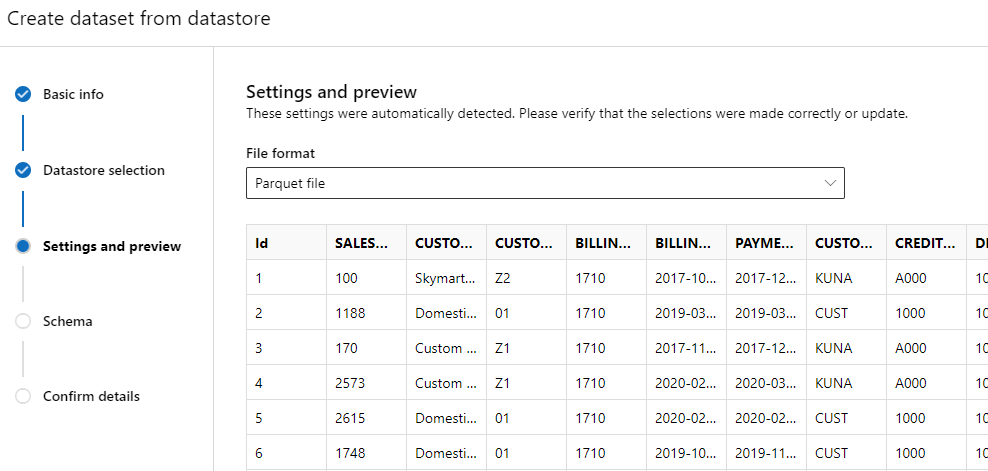 Create dataset from datastore
Basic info
Datastore selection
Settings and preview
Schema
Confirm details
Settings and preview
These settings were automatically detected. Please verify that the selections were made correctly or update.
File format
Parquet file
Id SALES... CUSTO... CUSTO... BILLIN... BILLIN... PAYME... CUSTO... CREDIT...
1 100 Skymart... Z2 1710 2017-10... 2017-12... KUNA A000 10
2 1188 Domesti... 01 1710 2019-03... 2019-03... CUST 1000 10
3 170 Custom ... Z1 1710 2017-11... 2017-12... KUNA A000 10
4 2573 Custom ... Z1 1710 2020-02... 2020-03... KUNA A000 10
5 2615 Domesti... 01 1710 2020-02... 2020-02... CUST 1000 10
6 1748 Domesti... 01 1710 2019-10... 2019-11... CUST 1000 10